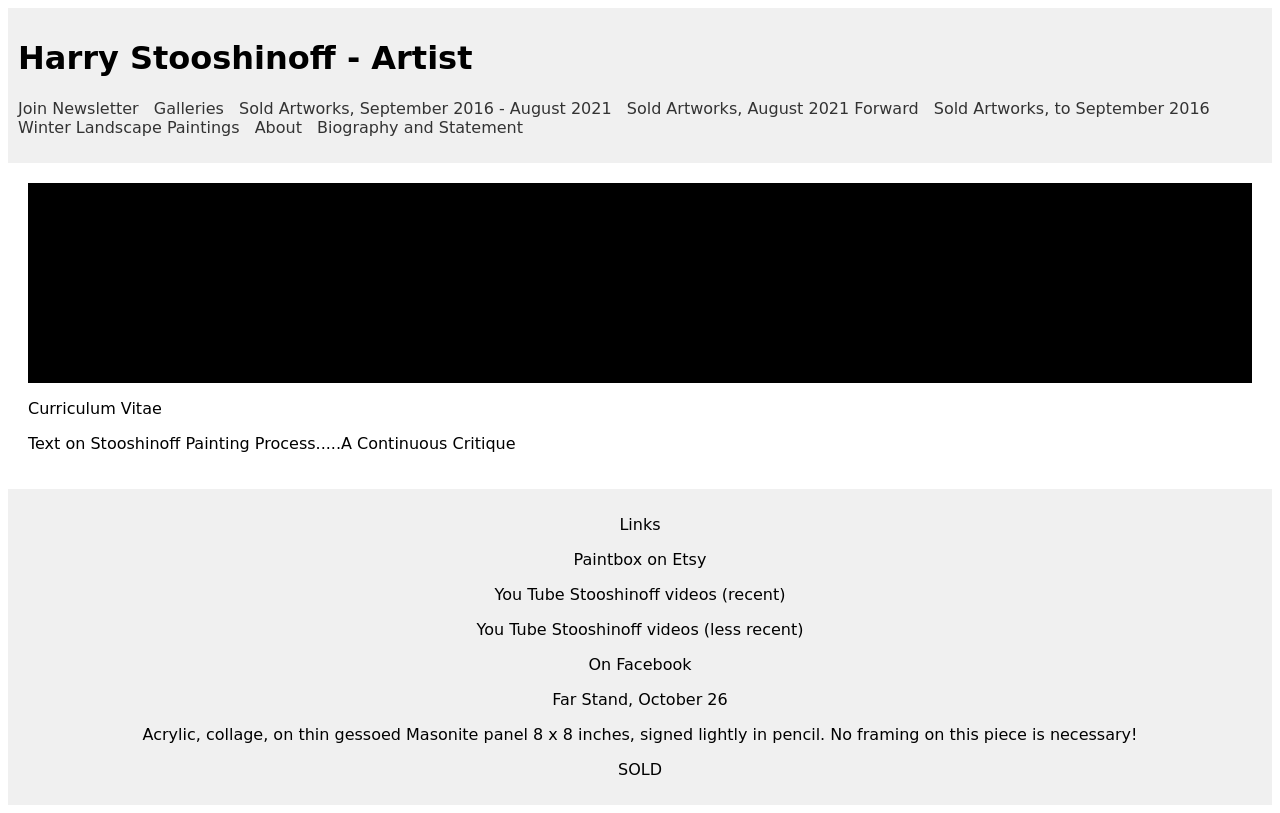 Harry Stooshinoff - Artist
Join Newsletter Galleries Sold Artworks, September 2016 - August 2021 Sold Artworks, August 2021 Forward Sold Artworks, to September 2016
Winter Landscape Paintings About Biography and Statement
Curriculum Vitae
Text on Stooshinoff Painting Process.....A Continuous Critique
Links
Paintbox on Etsy
You Tube Stooshinoff videos (recent)
You Tube Stooshinoff videos (less recent)
On Facebook
Far Stand, October 26
Acrylic, collage, on thin gessoed Masonite panel 8 x 8 inches, signed lightly in pencil. No framing on this piece is necessary!
SOLD